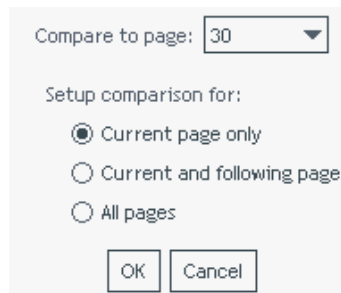 Compare to page: 30
Setup comparison for:
Current page only
Current and following page
All pages
OK Cancel